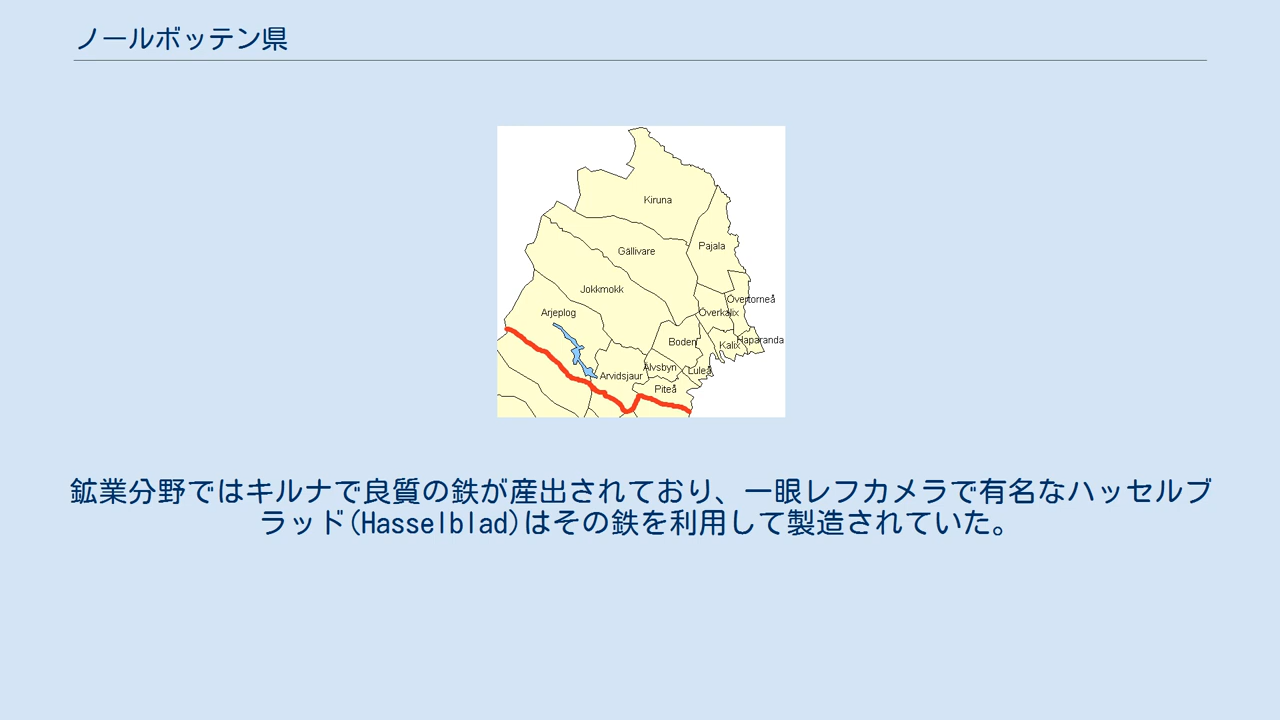 ノールボッテン県
Kiruna
Gällivare
Pajala
Jokkmokk
Övertorneå
Arjeplog
Överkalix
Boden
Kalix
Haparanda
Älvsbyn
Luleå
Arvidsjaur
Piteå
鉱業分野ではキルナで良質の鉄が産出されており、一眼レフカメラで有名なハッセルブ
ラッド(Hasselblad)はその鉄を利用して製造されていた。